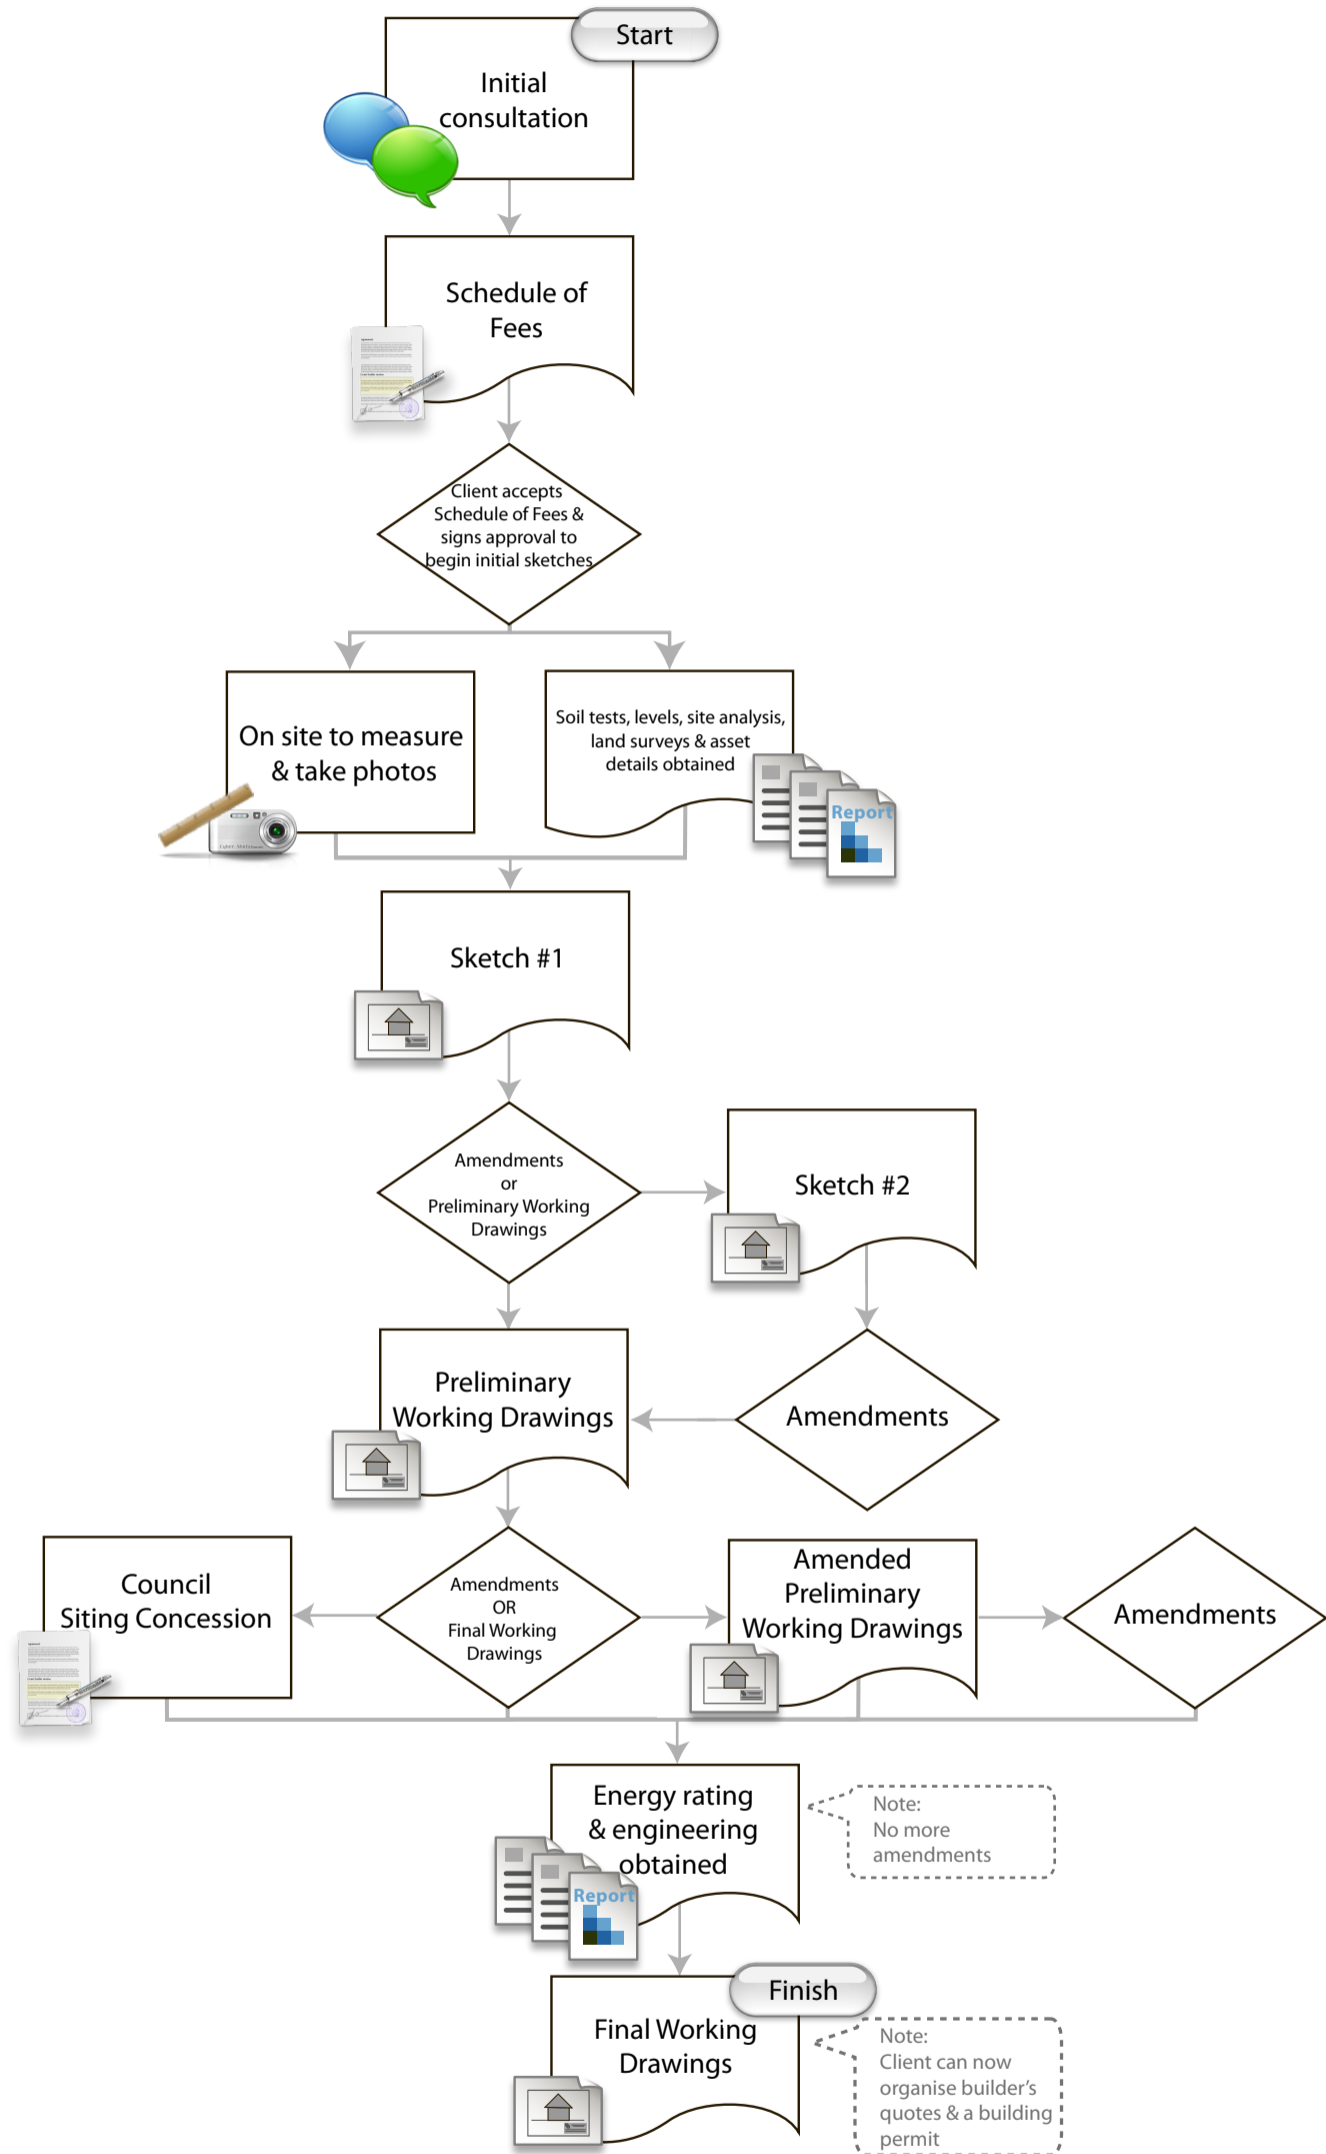 Start
Initial
consultation
Schedule of
Fees
Client accepts
Schedule of Fees &
signs approval to
begin initial sketches
On site to measure
& take photos
Soil tests, levels, site analysis,
land surveys & asset
details obtained
Report
Sketch #1
Amendments
or
Preliminary Working
Drawings
Sketch #2
Preliminary
Working Drawings
Amendments
Council
Siting Concession
Amendments
OR
Final Working
Drawings
Amended
Preliminary
Working Drawings
Amendments
Energy rating
& engineering
obtained
Report
Note:
No more
amendments
Finish
Final Working
Drawings
Note:
Client can now
organise builder’s
quotes & a building
permit